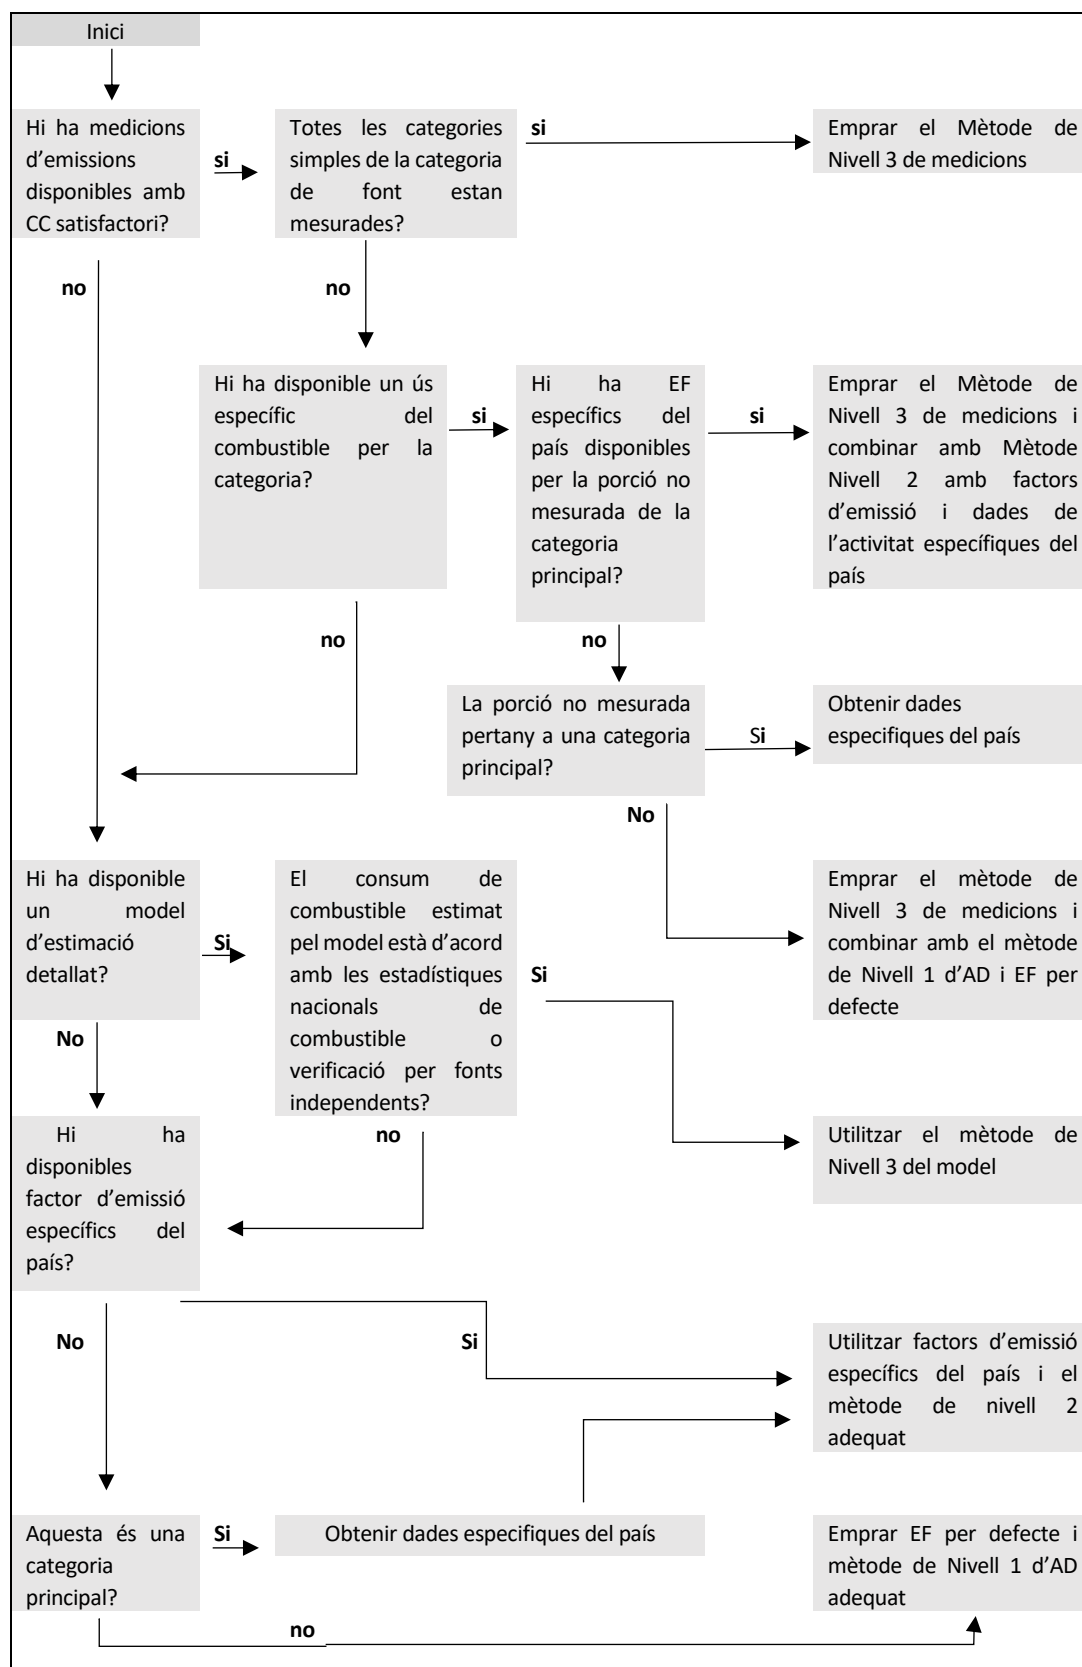 Inici
Hi ha medicions
d’emissions
disponibles amb
CC satisfactori?
si
Totes les categories
simples de la categoria
de font estan
mesurades?
si
Emprar el Mètode de
Nivell 3 de medicions
no
no
Hi ha disponible un ús
específic del
combustible per la
categoria?
si
Hi ha EF
específics del
país disponibles
per la porció no
mesurada de la
categoria
principal?
si
Emprar el Mètode de
Nivell 3 de medicions i
combinar amb Mètode
Nivell 2 amb factors
d’emissió i dades de
l’activitat específiques del
país
no
no
La porció no mesurada
pertany a una categoria
principal?
Si
Obtenir dades
especifiques del país
No
Hi ha disponible
un model
d’estimació
detallat?
Si
El consum de
combustible estimat
pel model està d’acord
amb les estadístiques
nacionals de
combustible o
verificació per fonts
independents?
Si
Emprar el mètode de
Nivell 3 de medicions i
combinar amb el mètode
de Nivell 1 d’AD i EF per
defecte
No
no
Hi ha
disponibles
factor d’emissió
específics del
país?
Utilitzar el mètode de
Nivell 3 del model
No
Si
Utilitzar factors d’emissió
específics del país i el
mètode de nivell 2
adequat
Aquesta és una
categoria
principal?
Si
Obtenir dades especifiques del país
Emprar EF per defecte i
mètode de Nivell 1 d’AD
adequat
no